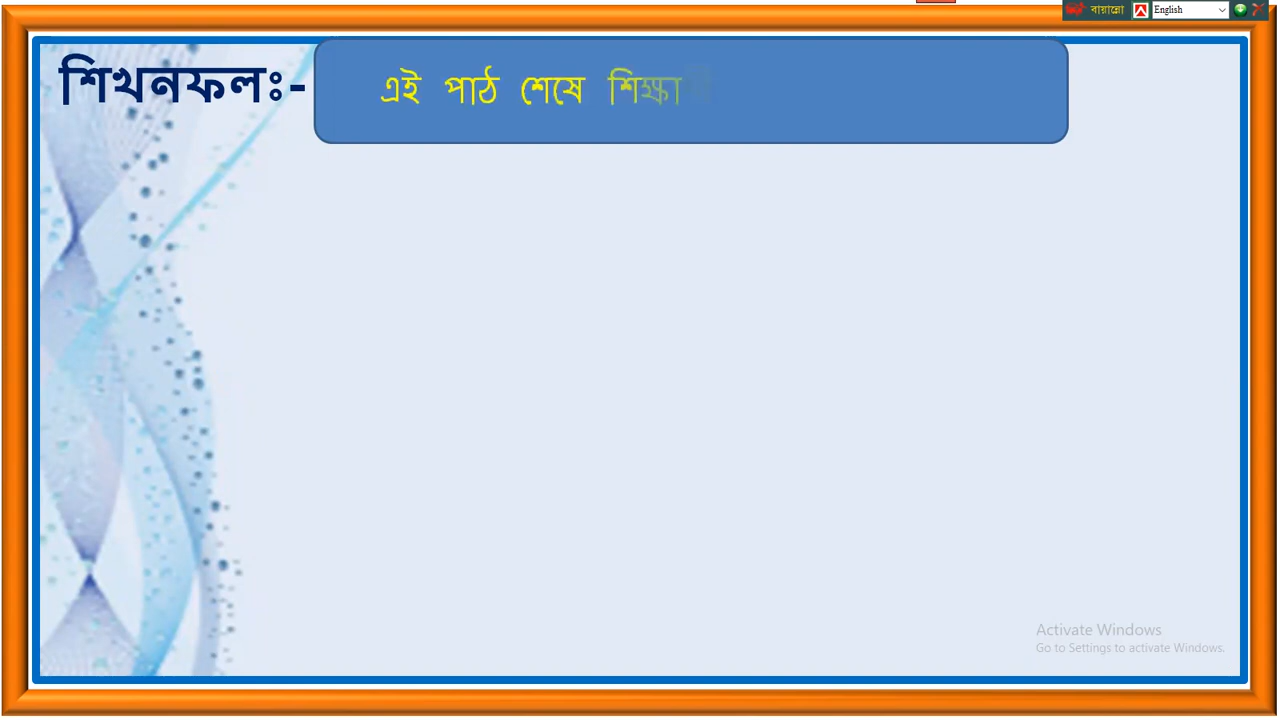 বায়ান্নো English
শিখনফলঃ- এই পাঠ শেষে শিক্ষা
Activate Windows
Go to Settings to activate Windows.